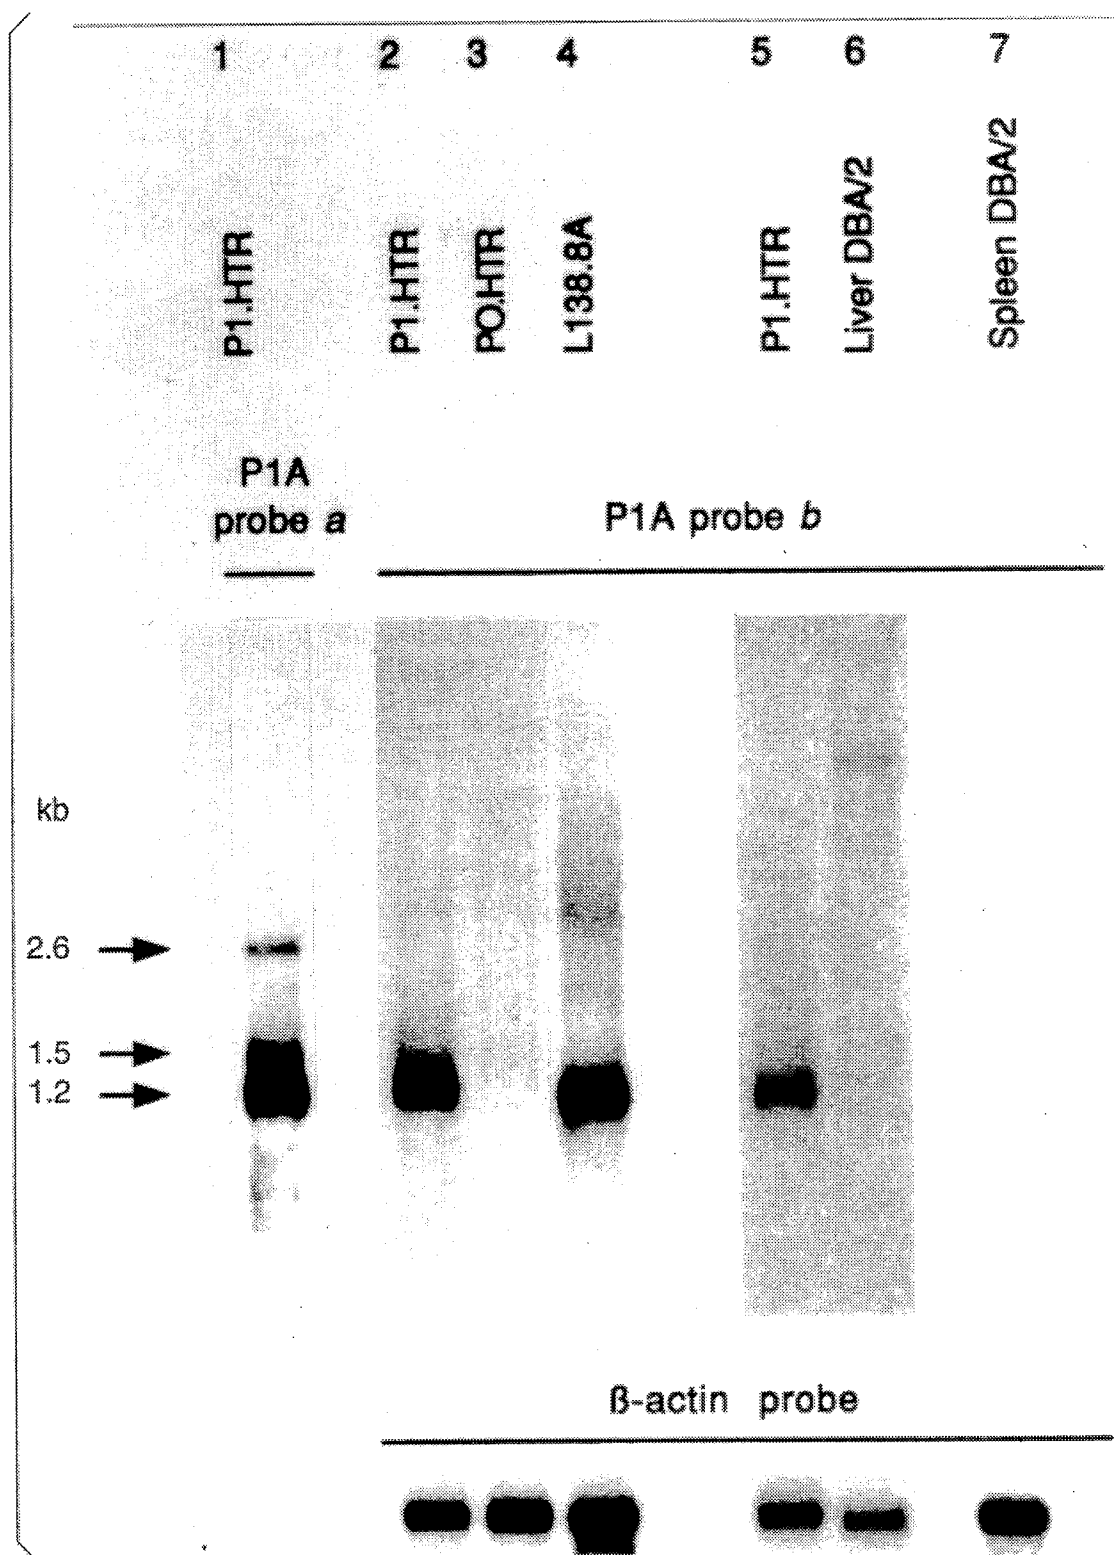 1 2 3 4 5 6 7
P1.HTR P1.HTR PO.HTR L138.8A P1.HTR Liver DBA/2 Spleen DBA/2
P1A
probe a P1A probe b
kb
2.6
1.5
1.2
ß-actin probe